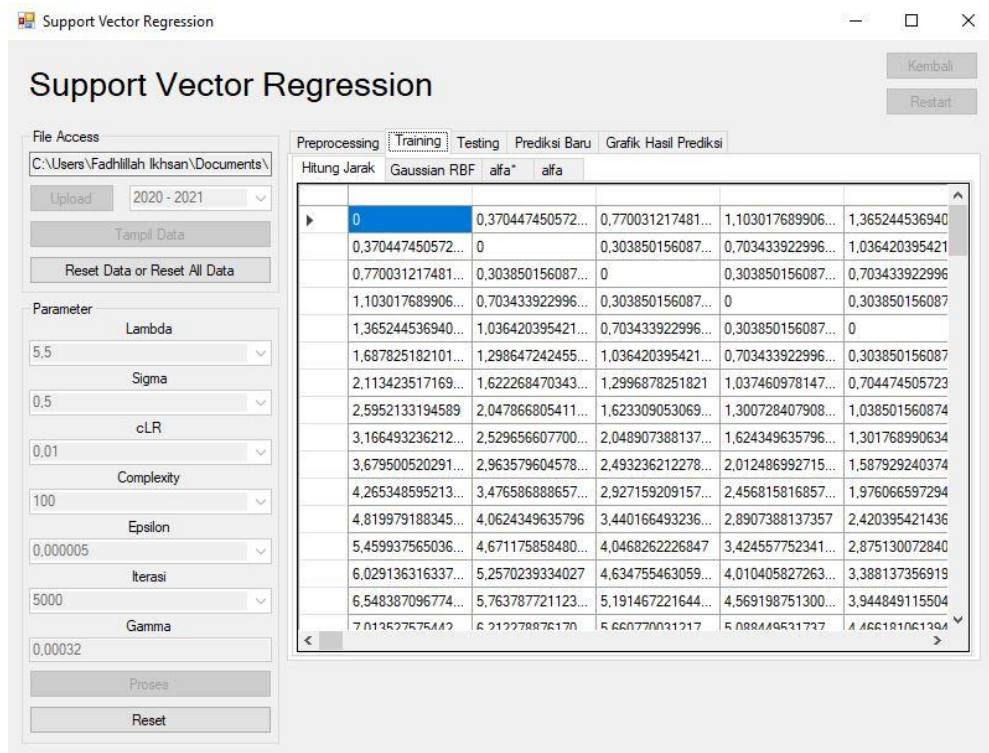 Support Vector Regression
Support Vector Regression
Kembali
Restart
File Access
C:\Users\Fadhlillah Ikhsan\Documents\
Upload
2020 - 2021
Tampil Data
Reset Data or Reset All Data
Parameter
Lambda
5,5
Sigma
0,5
cLR
0,01
Complexity
100
Epsilon
0,000005
Iterasi
5000
Gamma
0,00032
Proses
Reset
Preprocessing Training Testing Prediksi Baru Grafik Hasil Prediksi
Hitung Jarak Gaussian RBF alfa* alfa
0 0,370447450572... 0,770031217481... 1,103017689906... 1,365244536940
0,370447450572... 0 0,303850156087... 0,703433922996... 1,036420395421
0,770031217481... 0,303850156087... 0 0,303850156087... 0,703433922996
1,103017689906... 0,703433922996... 0,303850156087... 0 0,303850156087
1,365244536940... 1,036420395421... 0,703433922996... 0,303850156087... 0
1,687825182101... 1,298647242455... 1,036420395421... 0,703433922996... 0,303850156087
2,113423517169... 1,622268470343... 1,2996878251821 1,037460978147... 0,704474505723
2,5952133194589 2,047866805411... 1,623309053069... 1,300728407908... 1,038501560874
3,166493236212... 2,529656607700... 2,048907388137... 1,624349635796... 1,301768990634
3,679500520291... 2,963579604578... 2,493236212278... 2,012486992715... 1,587929240374
4,265348595213... 3,476586888657... 2,927159209157... 2,456815816857... 1,976066597294
4,819979188345... 4,0624349635796 3,440166493236... 2,8907388137357 2,420395421436
5,459937565036... 4,671175858480... 4,0468262226847 3,424557752341... 2,875130072840
6,029136316337... 5,2570239334027 4,634755463059... 4,010405827263... 3,388137356919
6,548387096774... 5,763787721123... 5,191467221644... 4,569198751300... 3,944849115504
7,013527575442... 6,212278876170... 5,660770031217... 5,088449531737... 4,466181061394